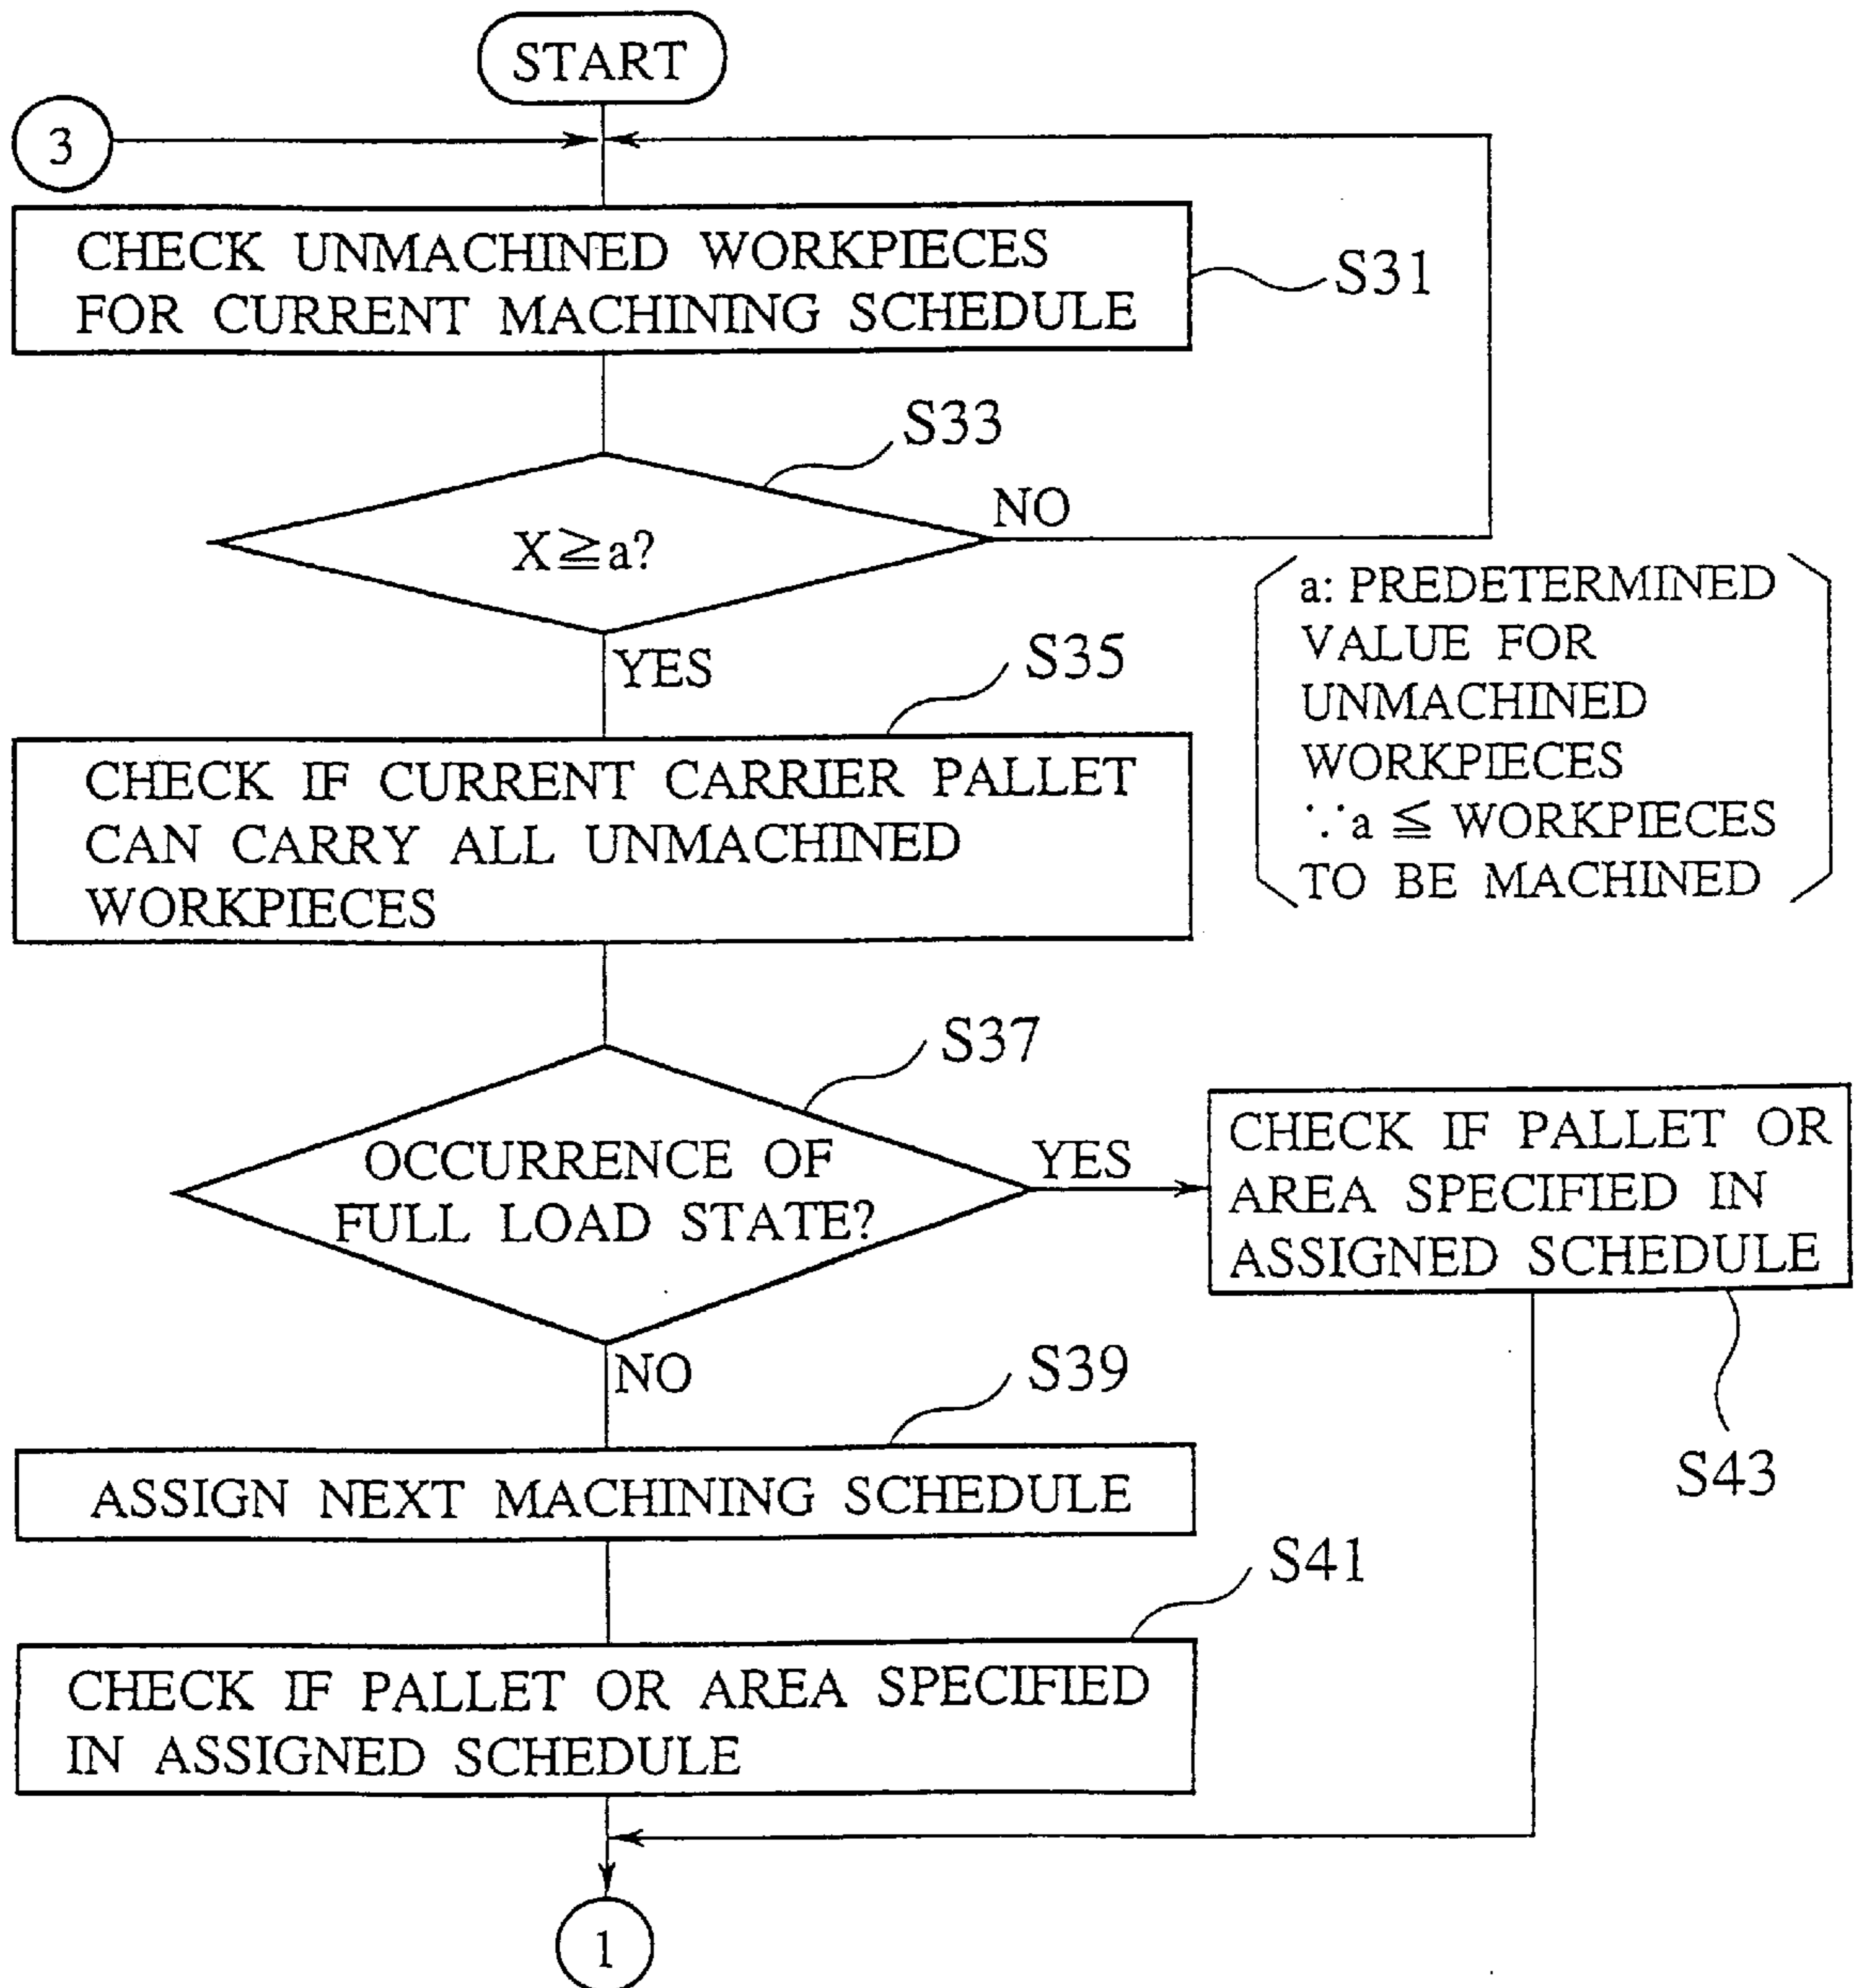 START
3
CHECK UNMACHINED WORKPIECES
FOR CURRENT MACHINING SCHEDULE
S31
S33
X≧a?
NO
YES
a: PREDETERMINED
VALUE FOR
UNMACHINED
WORKPIECES
∵a ≦ WORKPIECES
TO BE MACHINED
S35
CHECK IF CURRENT CARRIER PALLET
CAN CARRY ALL UNMACHINED
WORKPIECES
S37
OCCURRENCE OF
FULL LOAD STATE?
YES
CHECK IF PALLET OR
AREA SPECIFIED IN
ASSIGNED SCHEDULE
S43
NO
S39
ASSIGN NEXT MACHINING SCHEDULE
S41
CHECK IF PALLET OR AREA SPECIFIED
IN ASSIGNED SCHEDULE
1